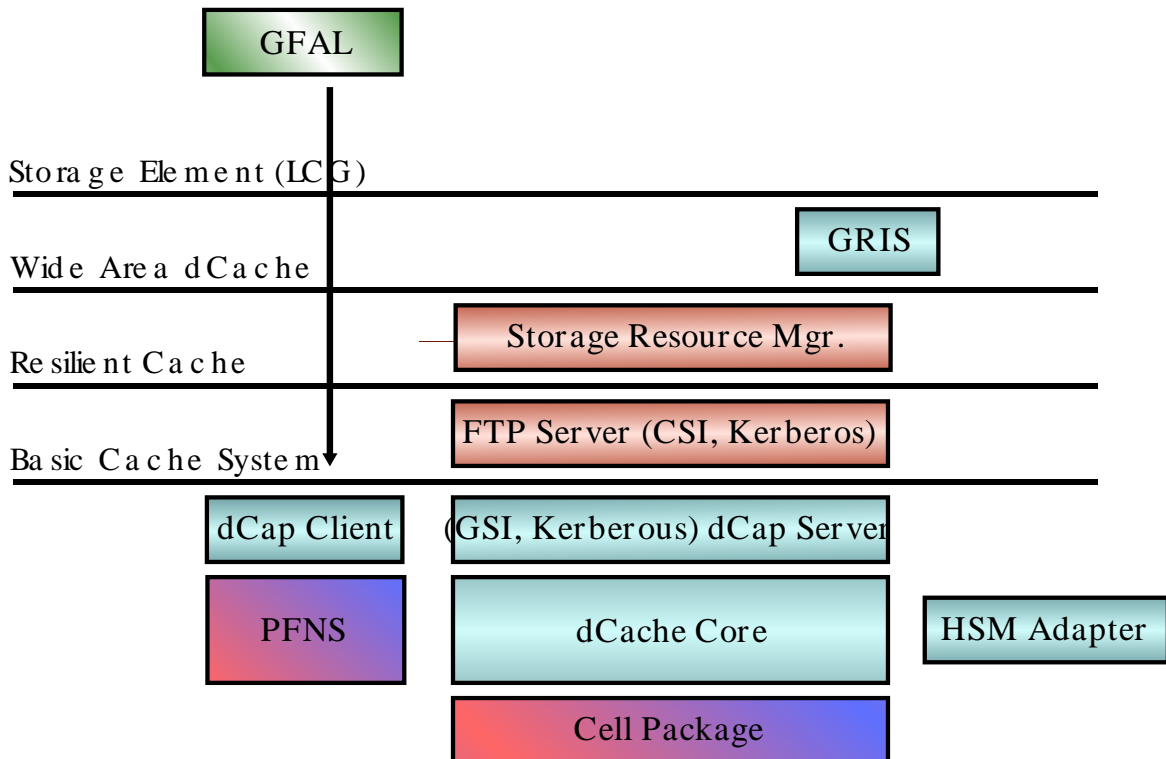 GFAL
Storage Element (LCG)
GRIS
Wide Area dCache
Storage Resource Mgr.
Resilient Cache
FTP Server (CSI, Kerberos)
Basic Cache System
dCap Client
(GSI, Kerberous) dCap Server
PFNS
dCache Core
HSM Adapter
Cell Package